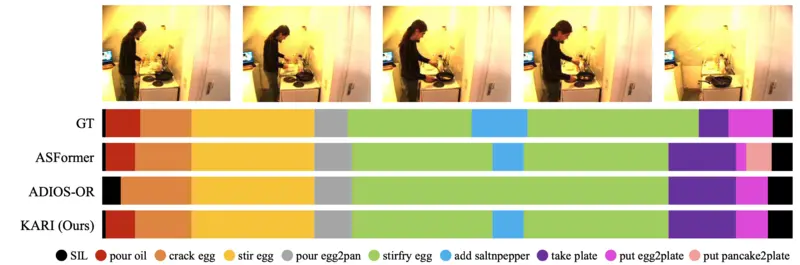 GT
ASFormer
ADIOS-OR
KARI (Ours)
SIL pour oil crack egg stir egg pour egg2pan stirfry egg add saltnpepper take plate put egg2plate put pancake2plate